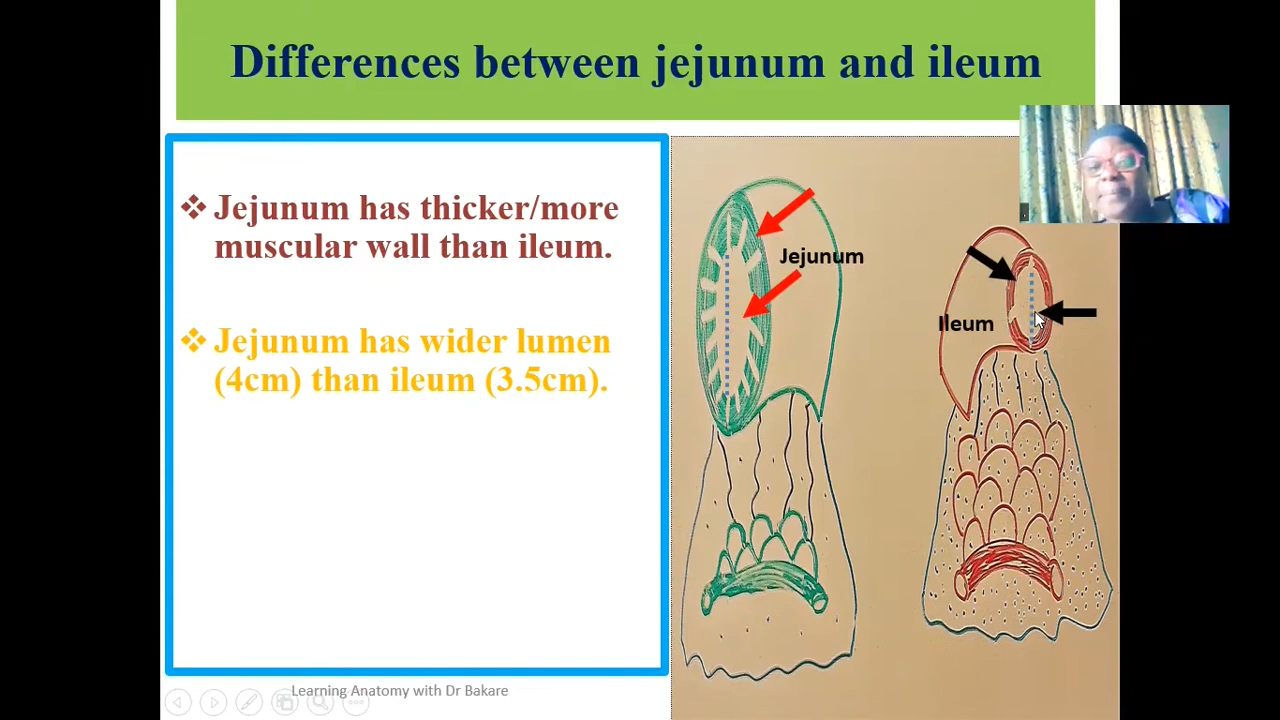 Differences between jejunum and ileum
❖ Jejunum has thicker/more
muscular wall than ileum.
❖ Jejunum has wider lumen
(4cm) than ileum (3.5cm).
Jejunum
Ileum
Learning Anatomy with Dr Bakare